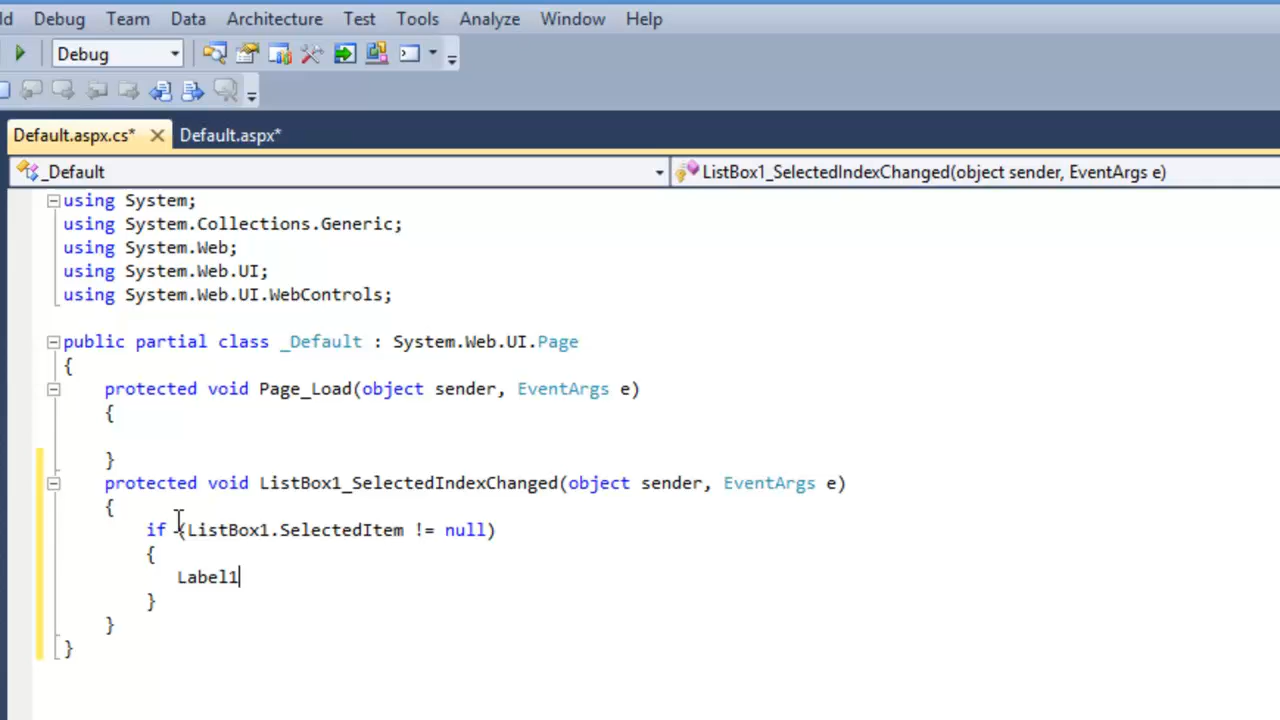 ld Debug Team Data Architecture Test Tools Analyze Window Help
Debug
Default.aspx.cs* Default.aspx*
_Default ListBox1_SelectedIndexChanged(object sender, EventArgs e)
using System;
using System.Collections.Generic;
using System.Web;
using System.Web.UI;
using System.Web.UI.WebControls;
public partial class _Default : System.Web.UI.Page
{
protected void Page_Load(object sender, EventArgs e)
{
}
protected void ListBox1_SelectedIndexChanged(object sender, EventArgs e)
{
if (ListBox1.SelectedItem != null)
{
Label1
}
}
}